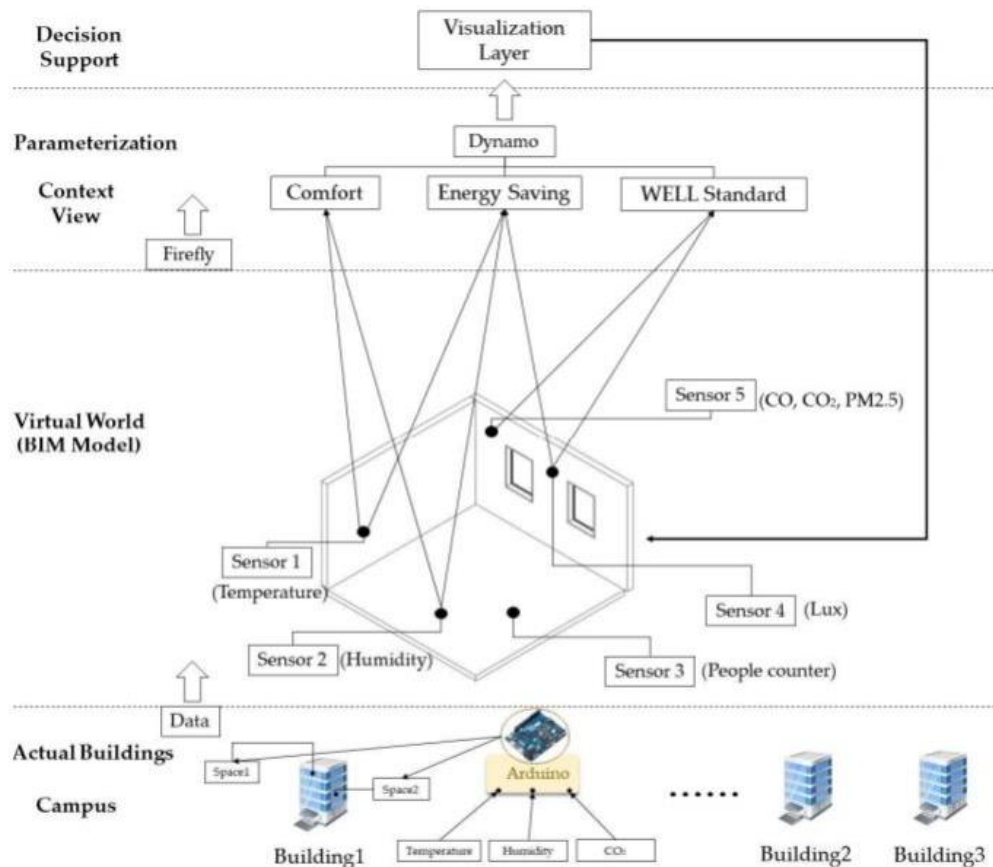 Decision
Support
Visualization
Layer
Parameterization
Dynamo
Context
View
Comfort
Energy Saving
WELL Standard
Firefly
Virtual World
(BIM Model)
Sensor 5 (CO, CO₂, PM2.5)
Sensor 1
(Temperature)
Sensor 4 (Lux)
Sensor 2 (Humidity)
Sensor 3 (People counter)
Data
Actual Buildings
Space1
Space2
Arduino
Campus
......
Temperature
Humidity
CO₂
Building1
Building2
Building3